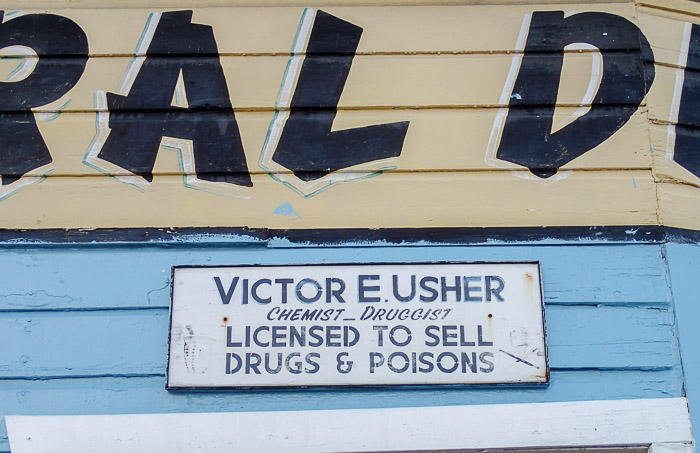 RAL D
VICTOR E. USHER
CHEMIST_DRUGGIST
LICENSED TO SELL
DRUGS & POISONS